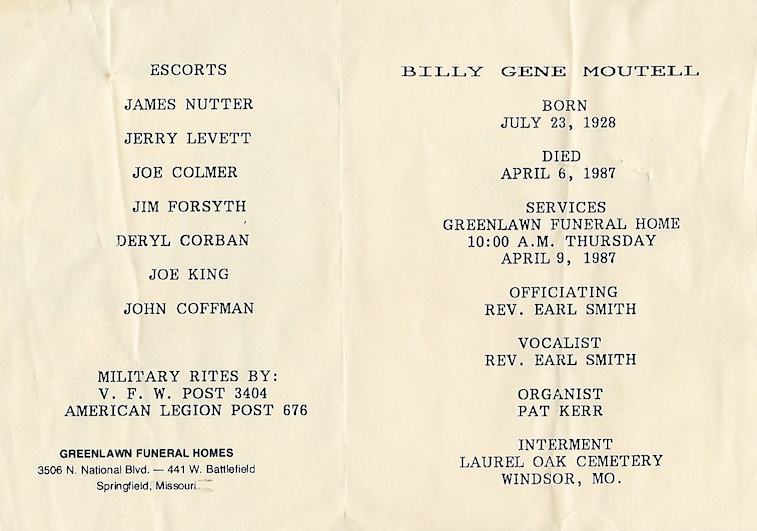 ESCORTS
JAMES NUTTER
JERRY LEVETT
JOE COLMER
JIM FORSYTH
DERYL CORBAN
JOE KING
JOHN COFFMAN
MILITARY RITES BY:
V. F. W. POST 3404
AMERICAN LEGION POST 676
GREENLAWN FUNERAL HOMES
3506 N. National Blvd. — 441 W. Battlefield
Springfield, Missouri
BILLY GENE MOUTELL
BORN
JULY 23, 1928
DIED
APRIL 6, 1987
SERVICES
GREENLAWN FUNERAL HOME
10:00 A.M. THURSDAY
APRIL 9, 1987
OFFICIATING
REV. EARL SMITH
VOCALIST
REV. EARL SMITH
ORGANIST
PAT KERR
INTERMENT
LAUREL OAK CEMETERY
WINDSOR, MO.